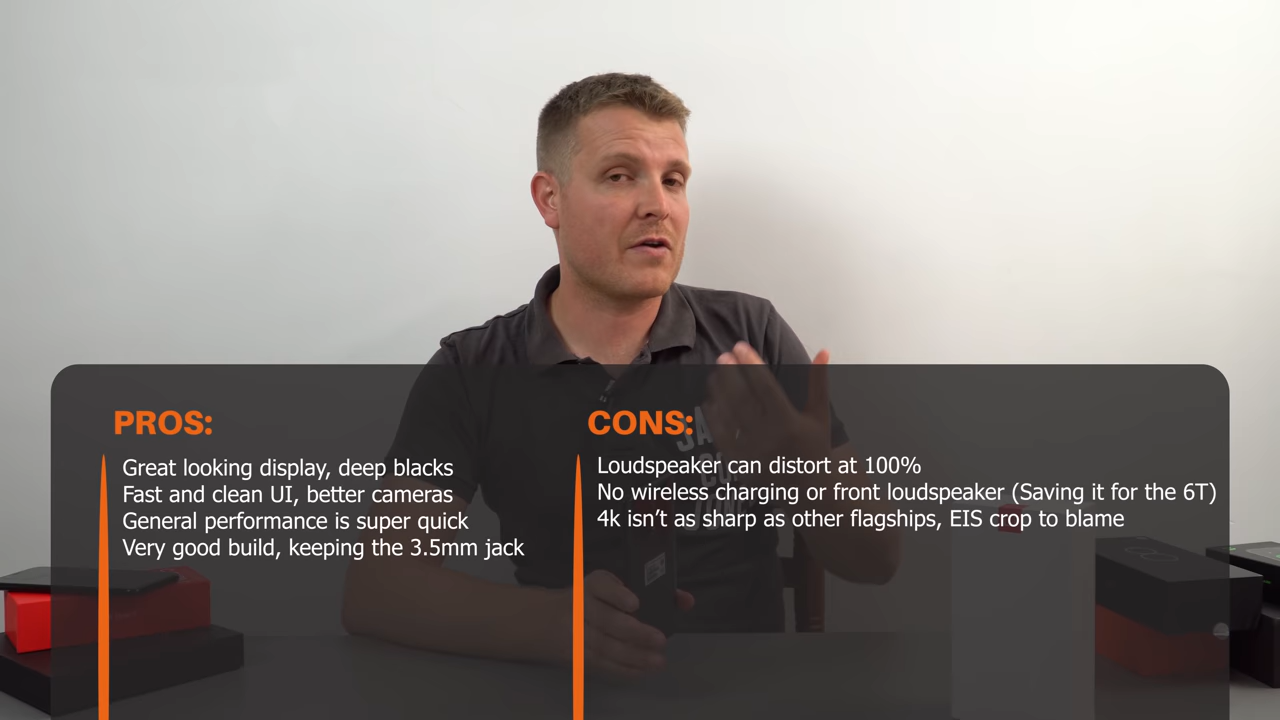 PROS:
Great looking display, deep blacks
Fast and clean UI, better cameras
General performance is super quick
Very good build, keeping the 3.5mm jack
CONS:
Loudspeaker can distort at 100%
No wireless charging or front loudspeaker (Saving it for the 6T)
4k isn't as sharp as other flagships, EIS crop to blame